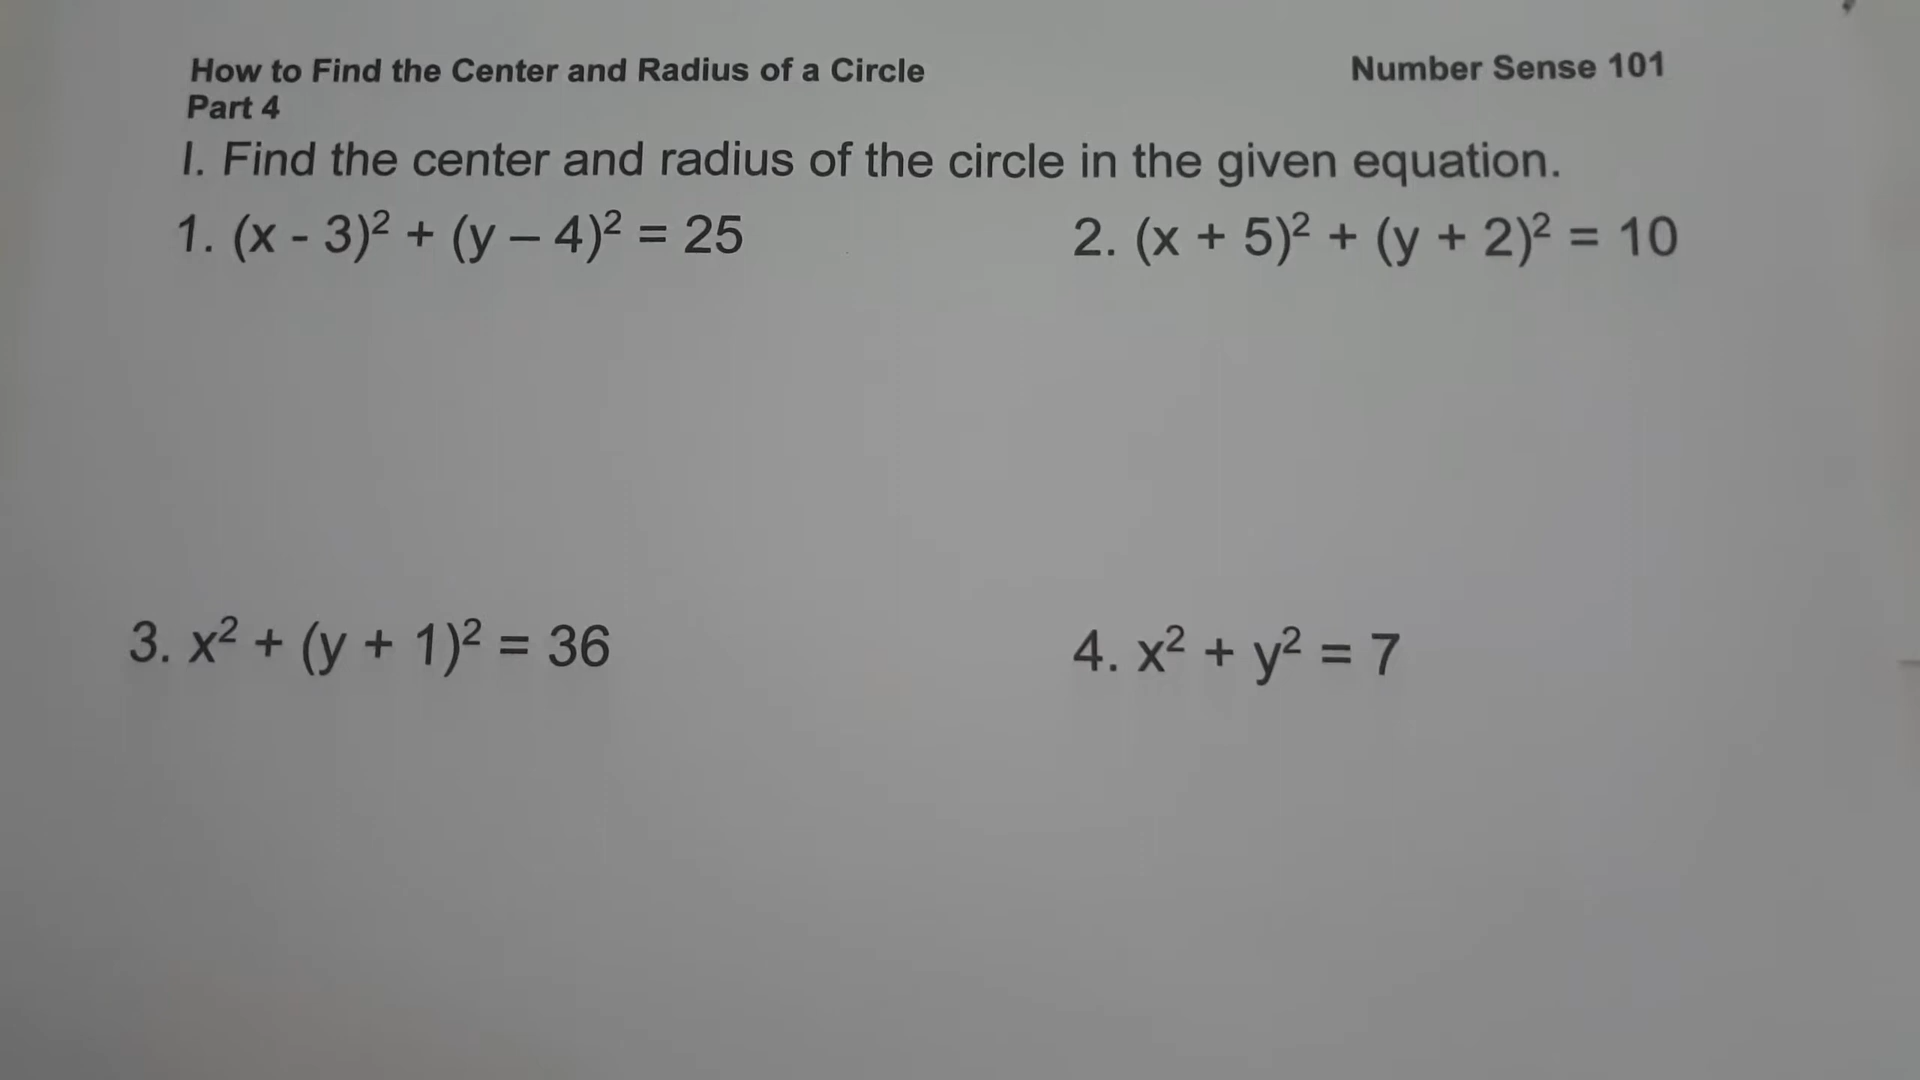 How to Find the Center and Radius of a Circle Number Sense 101
Part 4
I. Find the center and radius of the circle in the given equation.
1. (x - 3)² + (y – 4)² = 25 2. (x + 5)² + (y + 2)² = 10
3. x² + (y + 1)² = 36 4. x² + y² = 7